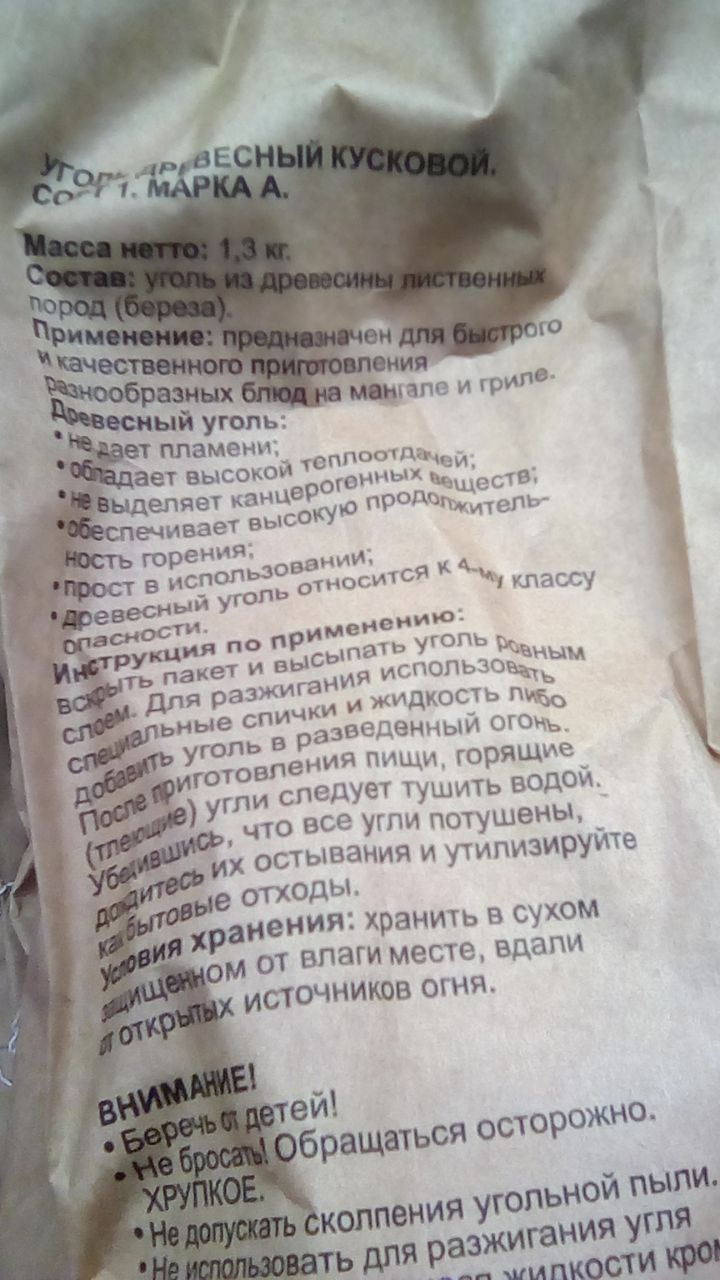 УГОЛЬ ДРЕВЕСНЫЙ КУСКОВОЙ.
СОРТ 1. МАРКА А.
Масса нетто: 1,3 кг.
Состав: уголь из древесины лиственных
пород (береза).
Применение: предназначен для быстрого
и качественного приготовления
разнообразных блюд на мангале и гриле.
Древесный уголь:
• не дает пламени;
• обладает высокой теплоотдачей;
• не выделяет канцерогенных веществ;
• обеспечивает высокую продолжитель-
ность горения;
• прост в использовании;
• древесный уголь относится к 4-му классу
опасности.
Инструкция по применению:
вскрыть пакет и высыпать уголь ровным
слоем. Для разжигания использовать
специальные спички и жидкость либо
добавить уголь в разведенный огонь.
После приготовления пищи, горящие
(тлеющие) угли следует тушить водой.
Убедившись, что все угли потушены,
дождитесь их остывания и утилизируйте
как бытовые отходы.
Условия хранения: хранить в сухом
защищенном от влаги месте, вдали
от открытых источников огня.
ВНИМАНИЕ!
• Беречь от детей!
• Не бросать! Обращаться осторожно.
ХРУПКОЕ.
• Не допускать скопления угольной пыли.
• Не использовать для разжигания угля
жидкости кром